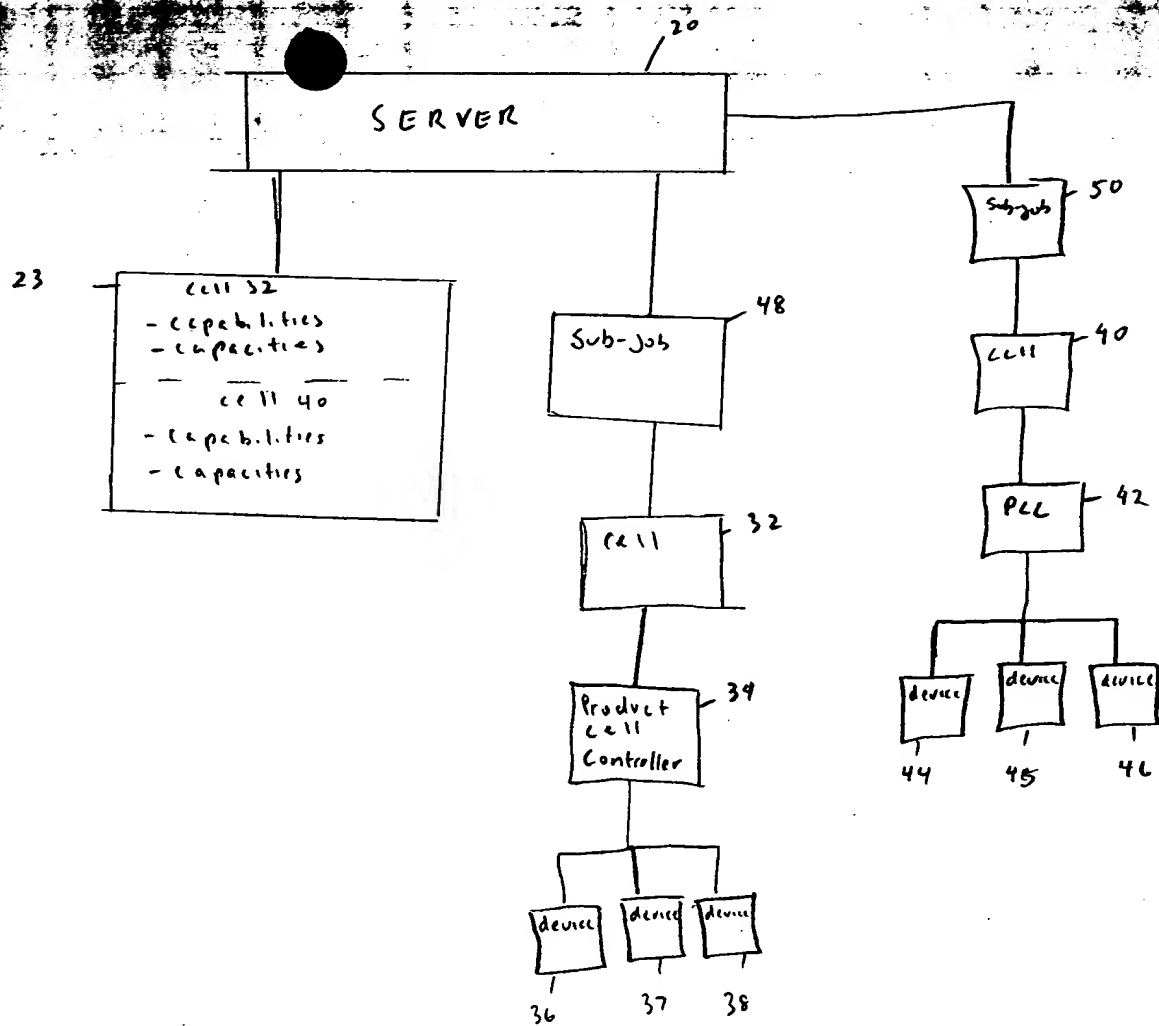 20
SERVER
Sub-job
50
23
cell 32
- capabilities
- capacities
cell 40
- capabilities
- capacities
Sub-job
48
cell
40
cell
32
PCC
42
Product
cell
Controller
34
device
device
device
44
45
46
device
device
device
36
37
38